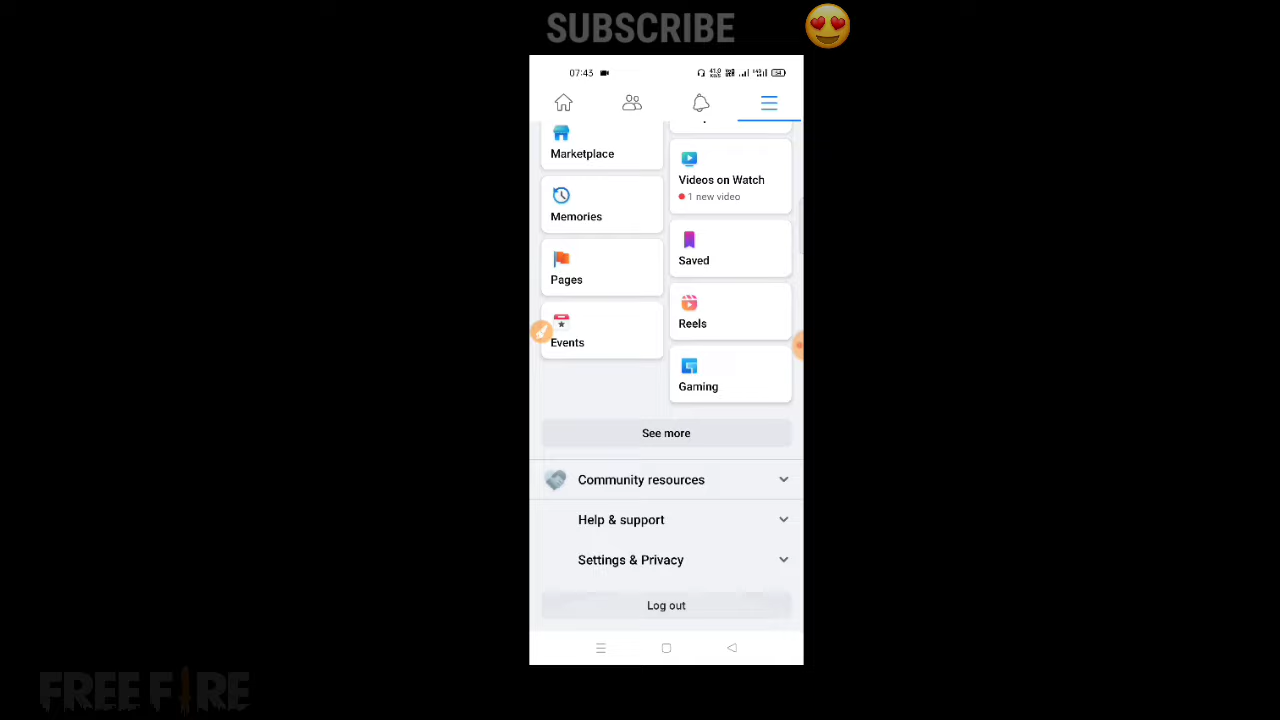 SUBSCRIBE
07:43
Marketplace
Videos on Watch
1 new video
Memories
Saved
Pages
Reels
Events
Gaming
See more
Community resources
Help & support
Settings & Privacy
Log out
FREE FIRE